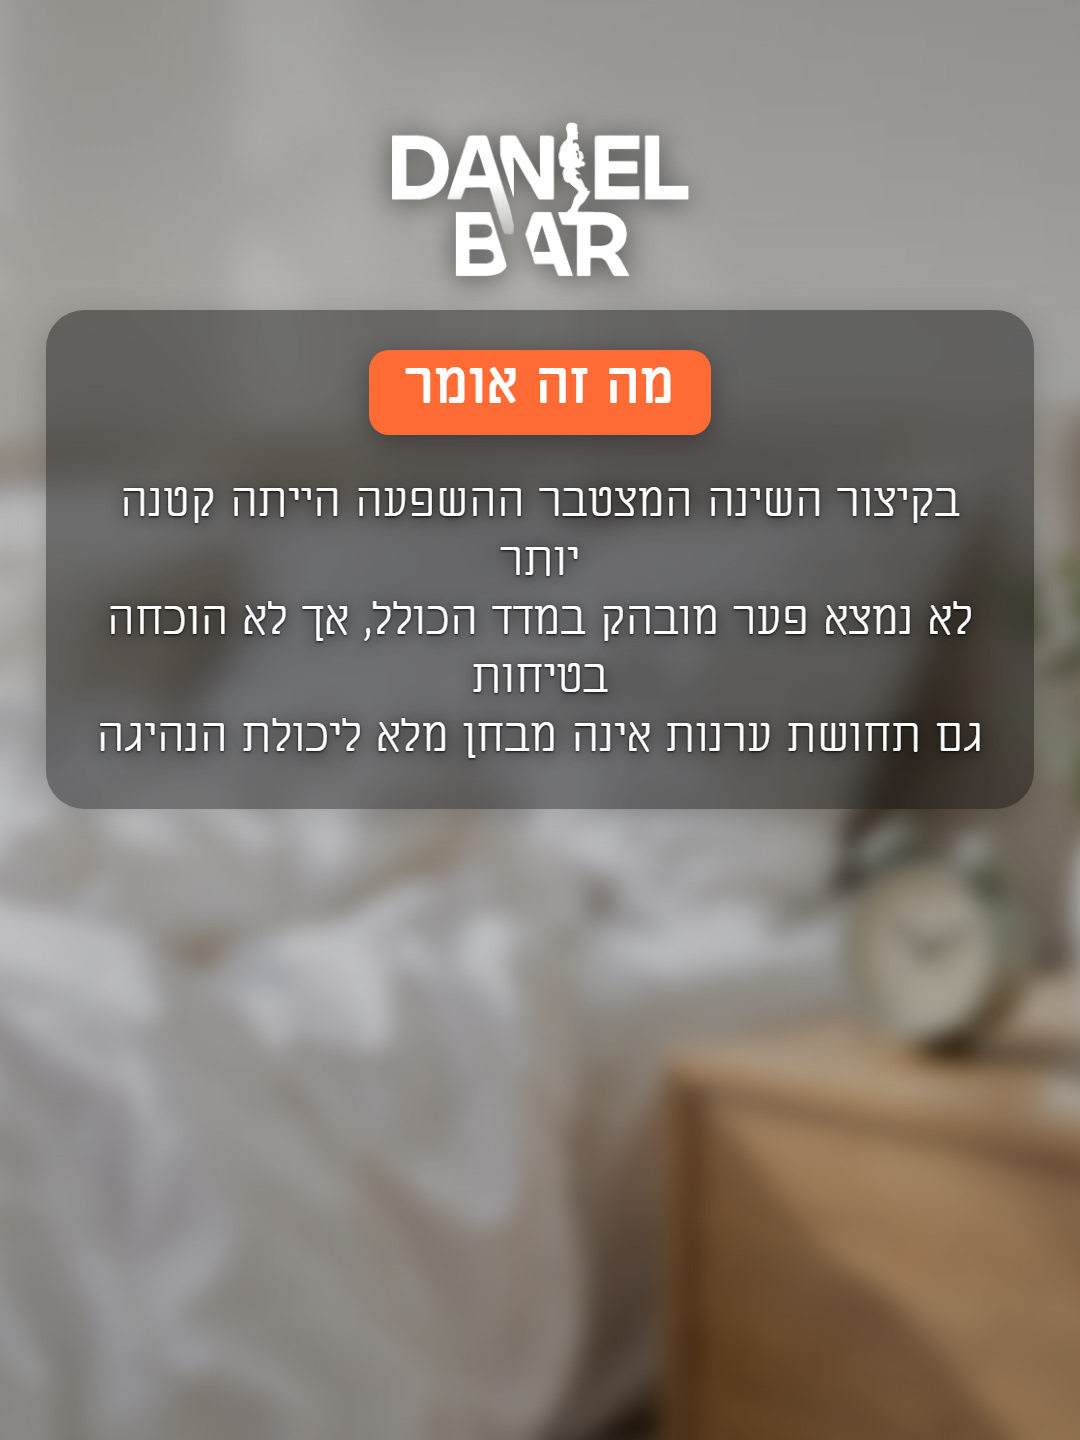 DANIEL
BAR
מה זה אומר
בקיצור השינה המצטבר ההשפעה הייתה קטנה
יותר
לא נמצא פער מובהק במדד הכולל, אך לא הוכחה
בטיחות
גם תחושת ערנות אינה מבחן מלא ליכולת הנהיגה